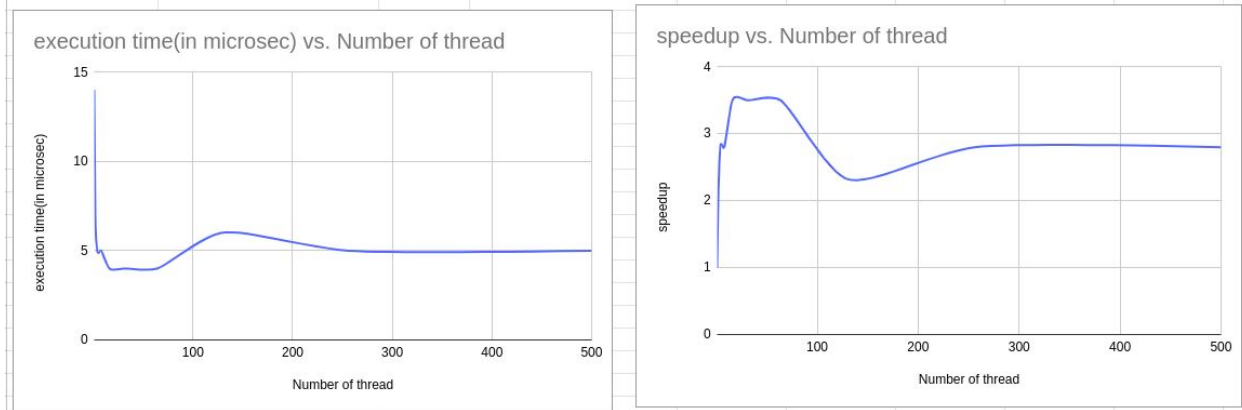 execution time(in microsec) vs. Number of thread
execution time(in microsec)
15
10
5
0
100 200 300 400 500
Number of thread
speedup vs. Number of thread
speedup
4
3
2
1
0
100 200 300 400 500
Number of thread